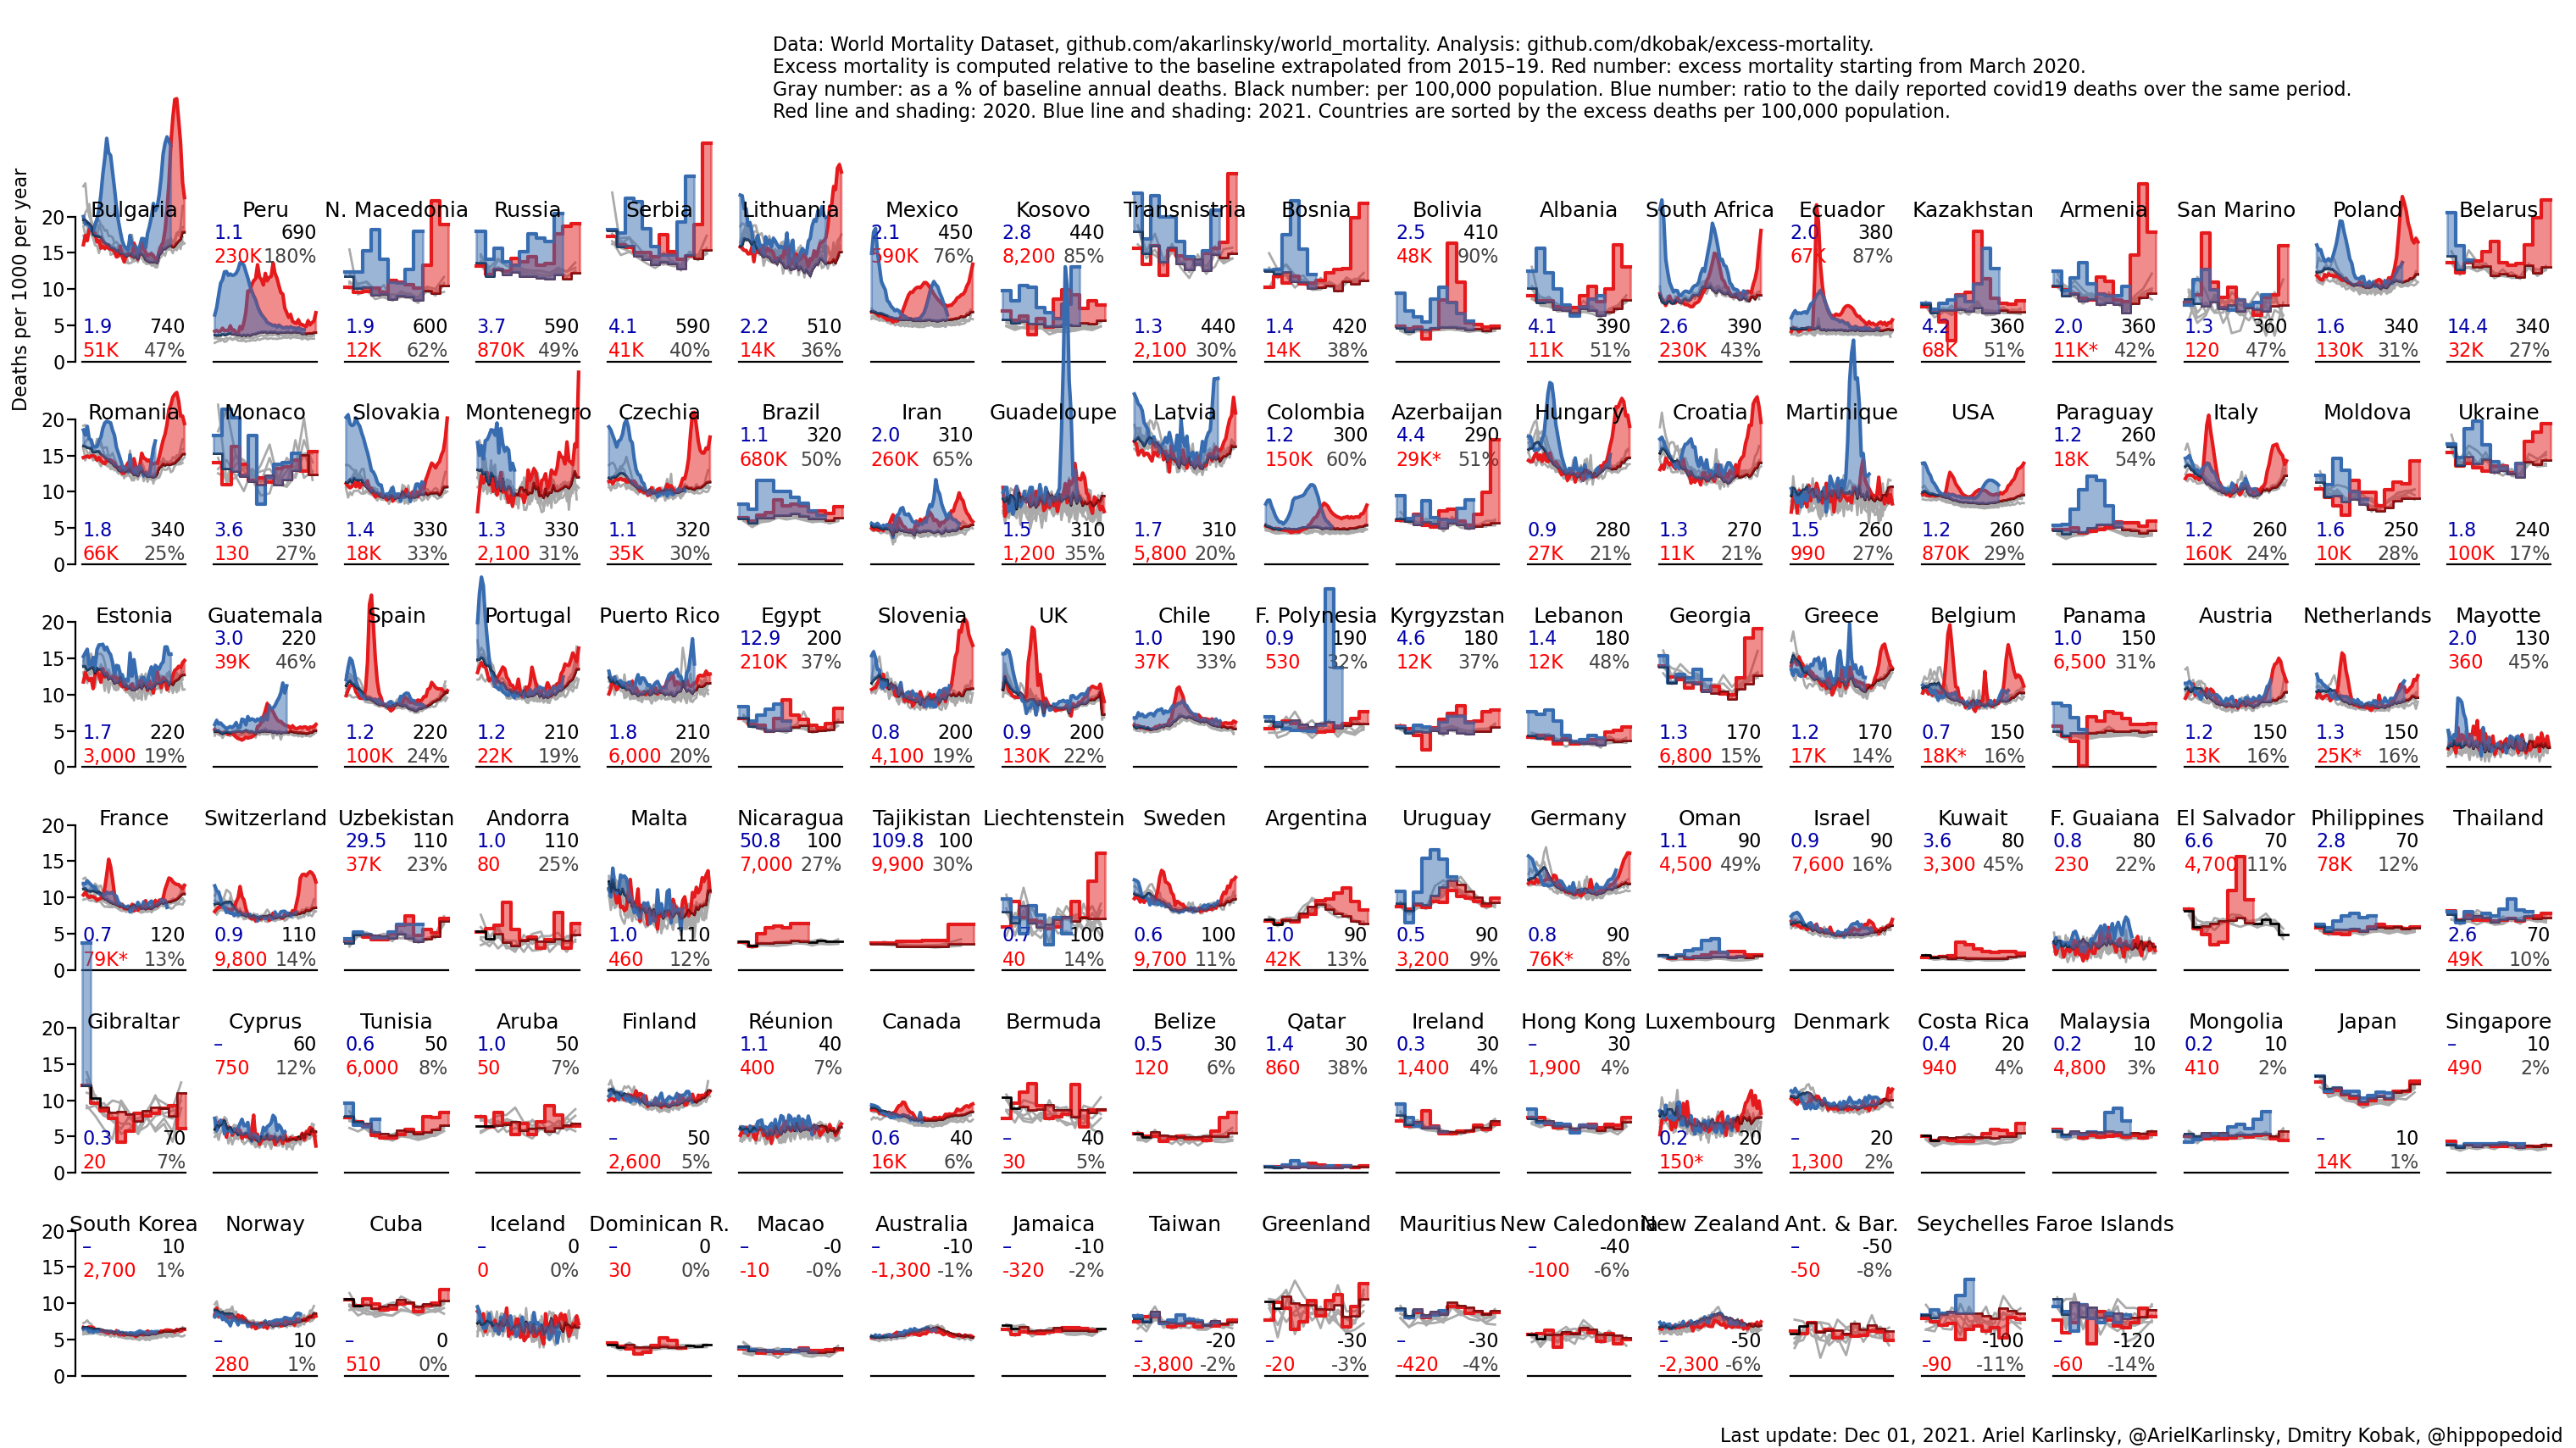 Data: World Mortality Dataset, github.com/akarlinsky/world_mortality. Analysis: github.com/dkobak/excess-mortality.
Excess mortality is computed relative to the baseline extrapolated from 2015–19. Red number: excess mortality starting from March 2020.
Gray number: as a % of baseline annual deaths. Black number: per 100,000 population. Blue number: ratio to the daily reported covid19 deaths over the same period.
Red line and shading: 2020. Blue line and shading: 2021. Countries are sorted by the excess deaths per 100,000 population.
Deaths per 1000 per year
20 Bulgaria Peru N. Macedonia Russia Serbia Lithuania Mexico Kosovo Transnistria Bosnia Bolivia Albania South Africa Ecuador Kazakhstan Armenia San Marino Poland Belarus
1.1 690 2.1 450 2.8 440 2.5 410 2.0 380
15 230K 180% 590K 76% 8,200 85% 48K 90% 67K 87%
10
5 1.9 740 1.9 600 3.7 590 4.1 590 2.2 510 1.3 440 1.4 420 4.1 390 2.6 390 4.2 360 2.0 360 1.3 360 1.6 340 14.4 340
0 51K 47% 12K 62% 870K 49% 41K 40% 14K 36% 2,100 30% 14K 38% 11K 51% 230K 43% 68K 51% 11K* 42% 120 47% 130K 31% 32K 27%
20 Romania Monaco Slovakia Montenegro Czechia Brazil Iran Guadeloupe Latvia Colombia Azerbaijan Hungary Croatia Martinique USA Paraguay Italy Moldova Ukraine
1.1 320 2.0 310 1.2 300 4.4 290 1.2 260
15 680K 50% 260K 65% 150K 60% 29K* 51% 18K 54%
10
5 1.8 340 3.6 330 1.4 330 1.3 330 1.1 320 1.5 310 1.7 310 0.9 280 1.3 270 1.5 260 1.2 260 1.2 260 1.6 250 1.8 240
0 66K 25% 130 27% 18K 33% 2,100 31% 35K 30% 1,200 35% 5,800 20% 27K 21% 11K 21% 990 27% 870K 29% 160K 24% 10K 28% 100K 17%
20 Estonia Guatemala Spain Portugal Puerto Rico Egypt Slovenia UK Chile F. Polynesia Kyrgyzstan Lebanon Georgia Greece Belgium Panama Austria Netherlands Mayotte
3.0 220 12.9 200 1.0 190 0.9 190 4.6 180 1.4 180 1.0 150 2.0 130
15 39K 46% 210K 37% 37K 33% 530 32% 12K 37% 12K 48% 6,500 31% 360 45%
10
5 1.7 220 1.2 220 1.2 210 1.8 210 0.8 200 0.9 200 1.3 170 1.2 170 0.7 150 1.2 150 1.3 150
0 3,000 19% 100K 24% 22K 19% 6,000 20% 4,100 19% 130K 22% 6,800 15% 17K 14% 18K* 16% 13K 16% 25K* 16%
20 France Switzerland Uzbekistan Andorra Malta Nicaragua Tajikistan Liechtenstein Sweden Argentina Uruguay Germany Oman Israel Kuwait F. Guaiana El Salvador Philippines Thailand
29.5 110 1.0 110 50.8 100 109.8 100 1.1 90 0.9 90 3.6 80 0.8 80 6.6 70 2.8 70
15 37K 23% 80 25% 7,000 27% 9,900 30% 4,500 49% 7,600 16% 3,300 45% 230 22% 4,700 11% 78K 12%
10
5 0.7 120 0.9 110 1.0 110 0.7 100 0.6 100 1.0 90 0.5 90 0.8 90 2.6 70
0 79K* 13% 9,800 14% 460 12% 40 14% 9,700 11% 42K 13% 3,200 9% 76K* 8% 49K 10%
20 Gibraltar Cyprus Tunisia Aruba Finland Réunion Canada Bermuda Belize Qatar Ireland Hong Kong Luxembourg Denmark Costa Rica Malaysia Mongolia Japan Singapore
– 60 0.6 50 1.0 50 1.1 40 0.5 30 1.4 30 0.3 30 – 30 0.4 20 0.2 10 0.2 10 – 10
15 750 12% 6,000 8% 50 7% 400 7% 120 6% 860 38% 1,400 4% 1,900 4% 940 4% 4,800 3% 410 2% 490 2%
10
5 0.3 70 – 50 0.6 40 – 40 0.2 20 – 20 – 10
0 20 7% 2,600 5% 16K 6% 30 5% 150* 3% 1,300 2% 14K 1%
20 South Korea Norway Cuba Iceland Dominican R. Macao Australia Jamaica Taiwan Greenland Mauritius New Caledonia New Zealand Ant. & Bar. Seychelles Faroe Islands
– 10 – 0 – 0 – -0 – -10 – -10 – -40 – -50
15 2,700 1% 0 0% 30 0% -10 -0% -1,300 -1% -320 -2% -100 -6% -50 -8%
10
5 – 10 – 0 – -20 – -30 – -30 – -50 – -100 – -120
0 280 1% 510 0% -3,800 -2% -20 -3% -420 -4% -2,300 -6% -90 -11% -60 -14%
Last update: Dec 01, 2021. Ariel Karlinsky, @ArielKarlinsky, Dmitry Kobak, @hippopedoid